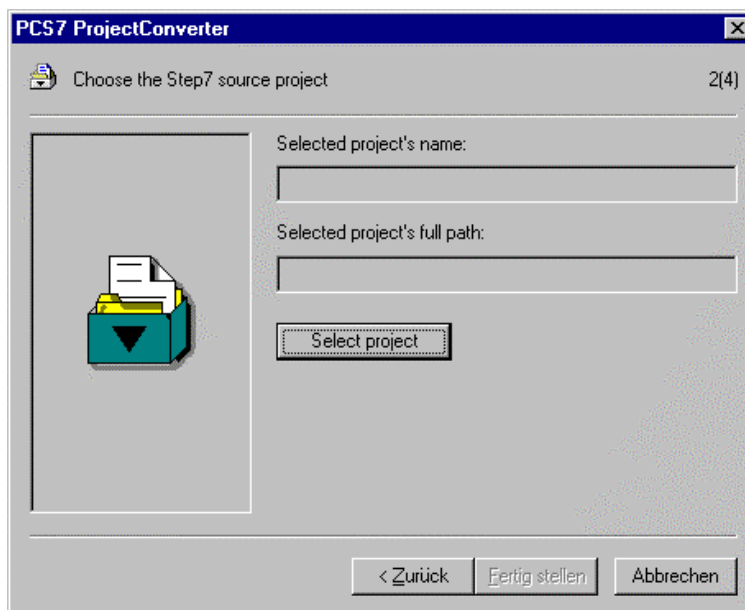 PCS7 ProjectConverter
Choose the Step7 source project 2(4)
Selected project's name:
Selected project's full path:
Select project
< Zurück Fertig stellen Abbrechen